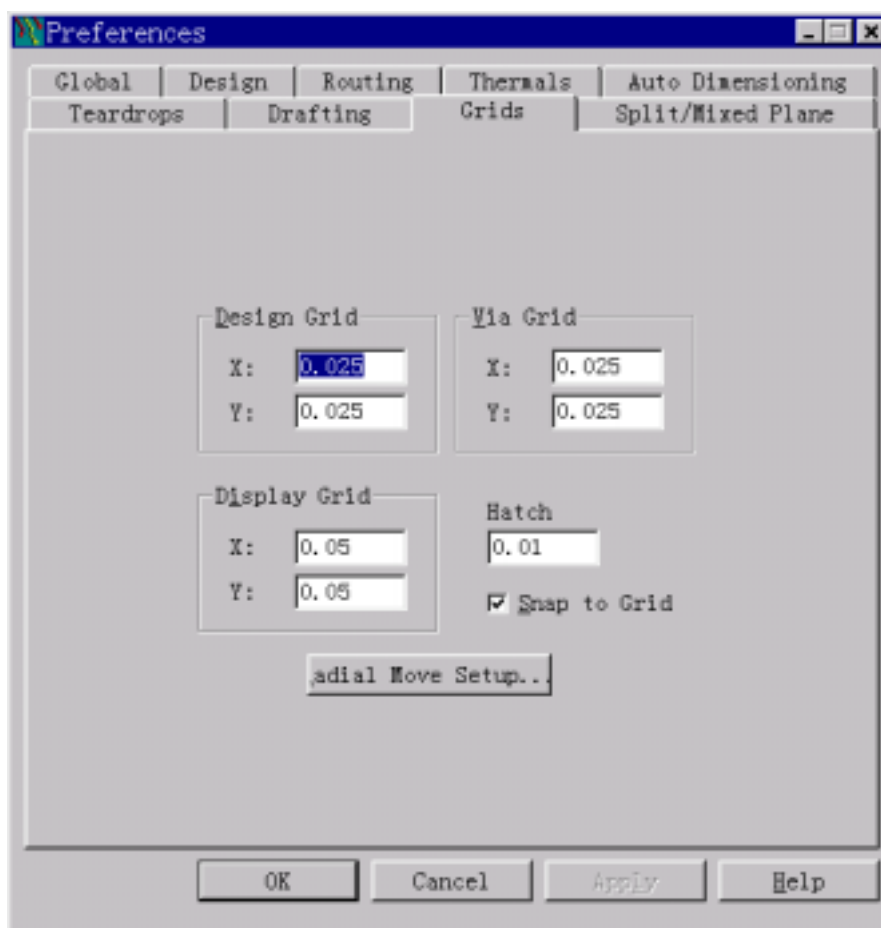 Preferences
Global Design Routing Thermals Auto Dimensioning
Teardrops Drafting Grids Split/Mixed Plane
Design Grid Via Grid
X: 0.025 X: 0.025
Y: 0.025 Y: 0.025
Display Grid
Hatch
X: 0.05 0.01
Y: 0.05 Snap to Grid
adial Move Setup...
OK Cancel Apply Help